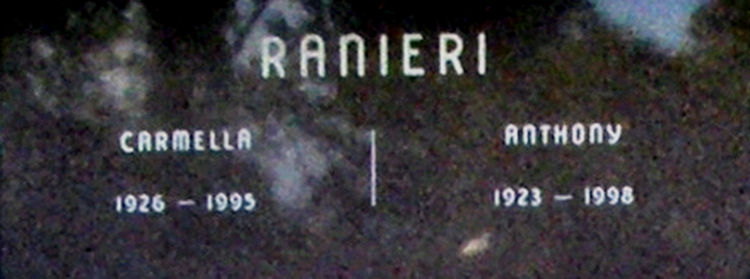 RANIERI
CARMELLA
1926 — 1995
ANTHONY
1923 — 1998